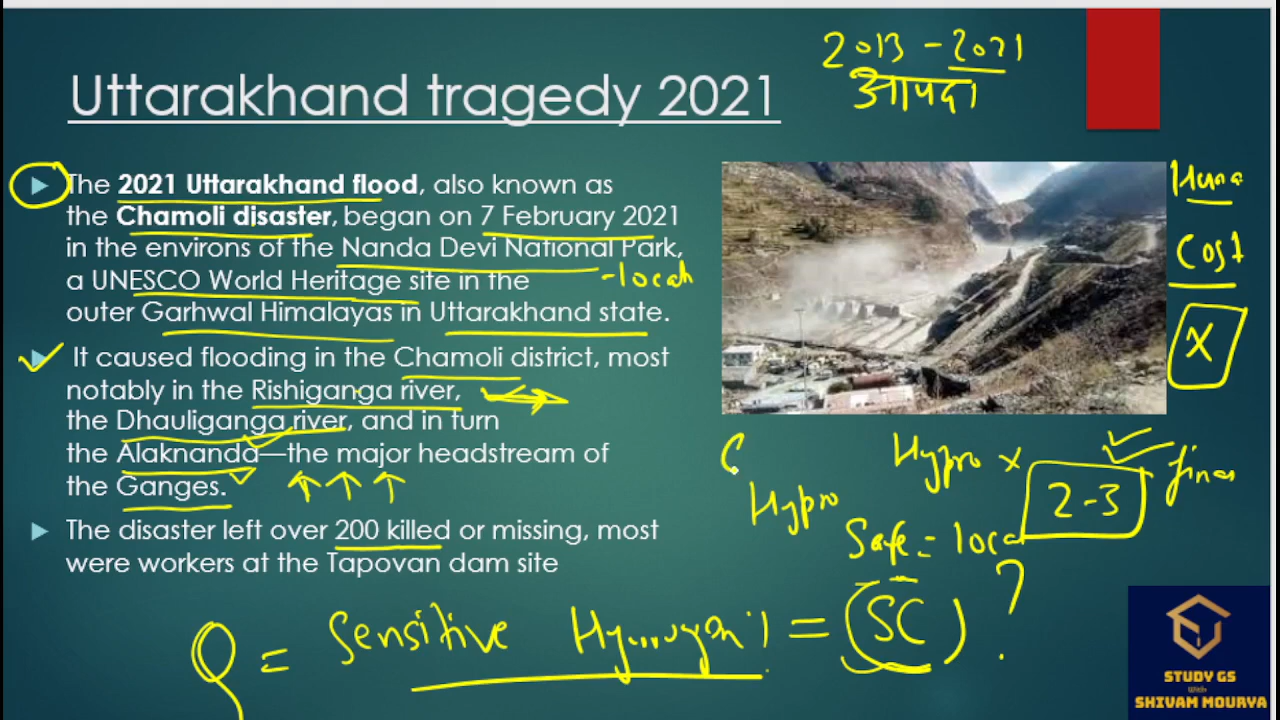 2013 - 2021
आपदा
Uttarakhand tragedy 2021
The 2021 Uttarakhand flood, also known as
the Chamoli disaster, began on 7 February 2021
in the environs of the Nanda Devi National Park,
a UNESCO World Heritage site in the
outer Garhwal Himalayas in Uttarakhand state.
It caused flooding in the Chamoli district, most
notably in the Rishiganga river,
the Dhauliganga river, and in turn
the Alaknanda—the major headstream of
the Ganges.
The disaster left over 200 killed or missing, most
were workers at the Tapovan dam site
Cost
X
Hypro x
2-3
Hypro
Safe = local
Q = Sensitive = (SC) ?
STUDY GS
With
SHIVAM MOURYA